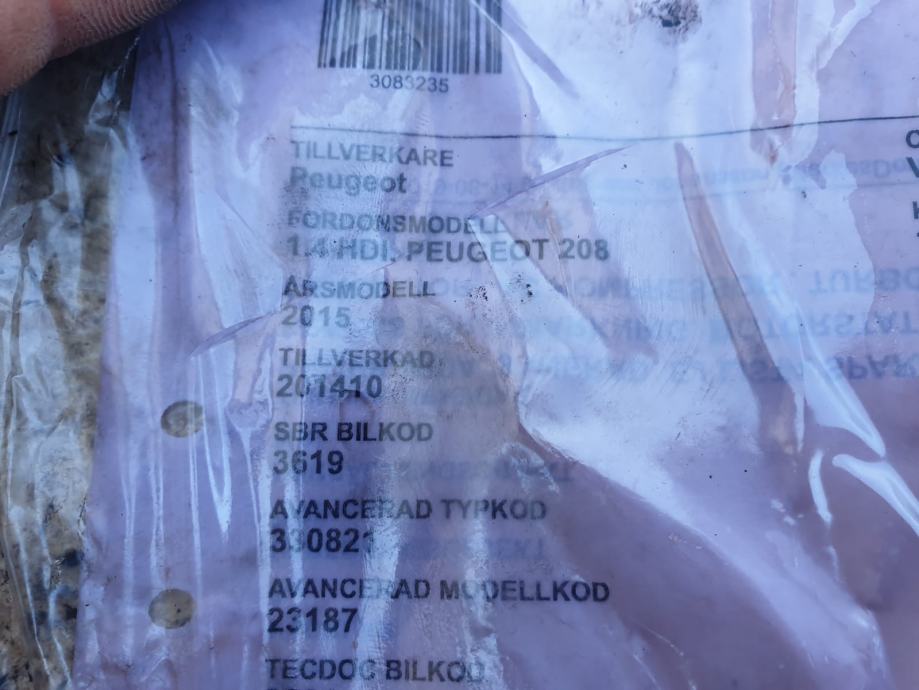 3083235
TILLVERKARE
Peugeot
FORDONSMODELL
1.4 HDI, PEUGEOT 208
ÅRSMODELL
2015
TILLVERKAD
201410
SBR BILKOD
3619
AVANCERAD TYPKOD
330821
AVANCERAD MODELLKOD
23187
TECDOC BILKOD